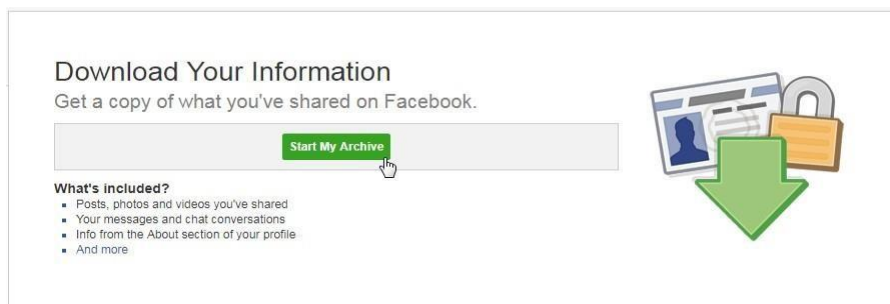 Download Your Information
Get a copy of what you've shared on Facebook.
Start My Archive
What's included?
Posts, photos and videos you've shared
Your messages and chat conversations
Info from the About section of your profile
And more